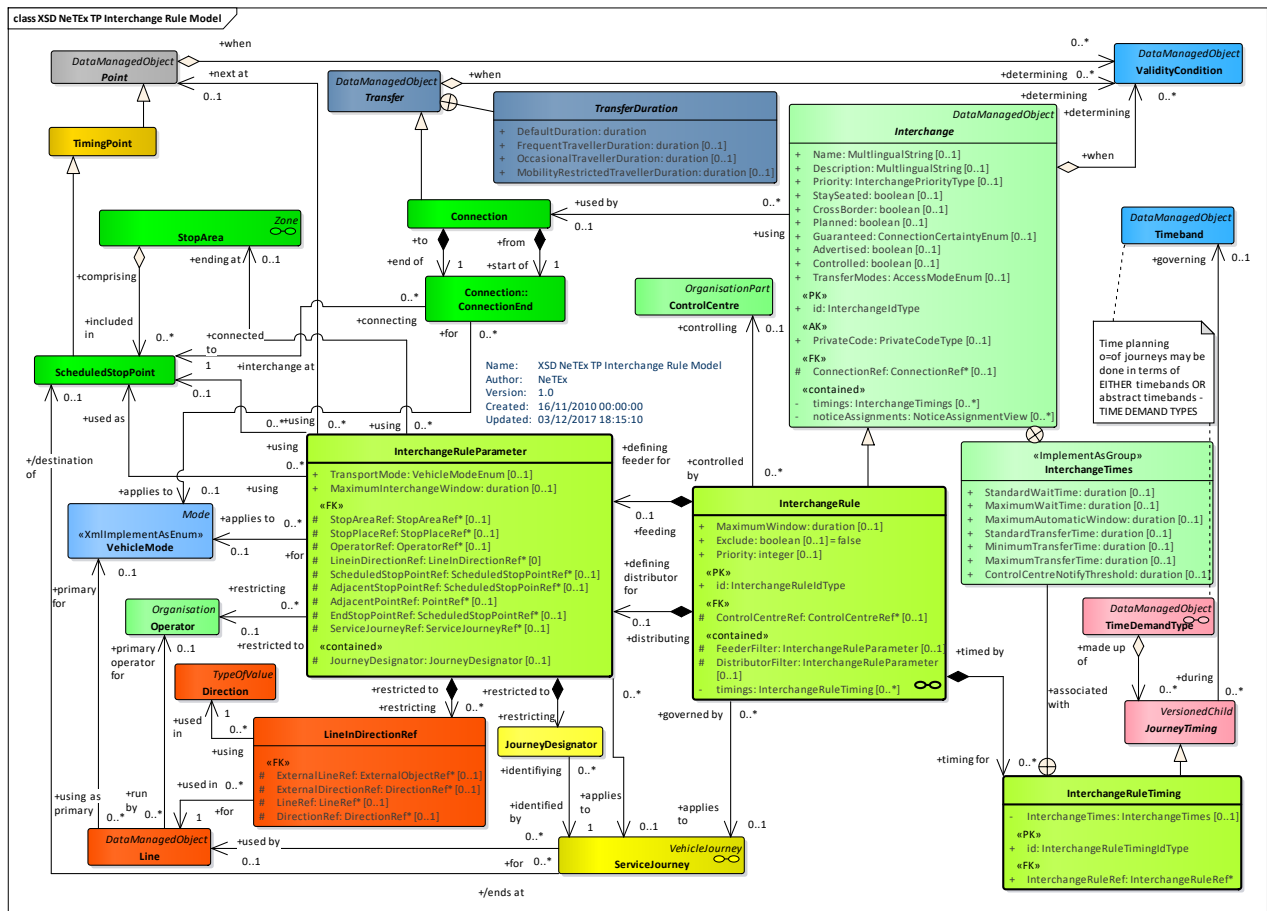 class XSD NeTEx TP Interchange Rule Model
DataManagedObject
Point
+when
0..*
+next at
0..1
DataManagedObject
Transfer
+when
+determining 0..*
+determining
DataManagedObject
ValidityCondition
+determining
0..*
TransferDuration
+ DefaultDuration: duration
+ FrequentTravellerDuration: duration [0..1]
+ OccasionalTravellerDuration: duration [0..1]
+ MobilityRestrictedTravellerDuration: duration [0..1]
DataManagedObject
Interchange
+ Name: MultlingualString [0..1]
+ Description: MultlingualString [0..1]
+ Priority: InterchangePriorityType [0..1]
+ StaySeated: boolean [0..1]
+ CrossBorder: boolean [0..1]
+ Planned: boolean [0..1]
+ Guaranteed: ConnectionCertaintyEnum [0..1]
+ Advertised: boolean [0..1]
+ Controlled: boolean [0..1]
+ TransferModes: AccessModeEnum [0..1]
«PK»
+ id: InterchangeIdType
«AK»
+ PrivateCode: PrivateCodeType [0..1]
«FK»
# ConnectionRef: ConnectionRef* [0..1]
«contained»
- timings: InterchangeTimings [0..*]
- noticeAssignments: NoticeAssignmentView [0..*]
+when
TimingPoint
Zone
StopArea
+ending at
0..1
+comprising
Connection
+used by
0..1
0..*
+using
+to
+from
+end of
1
+start of
1
Connection::
ConnectionEnd
0..*
+connecting
+for
0..*
OrganisationPart
ControlCentre
+controlling
0..1
DataManagedObject
Timeband
+governing
0..1
Time planning
o=of journeys may be
done in terms of
EITHER timebands OR
abstract timebands -
TIME DEMAND TYPES
+included
in
0..*
+connected
to
1
+interchange at
ScheduledStopPoint
0..1
0..1
+used as
Name: XSD NeTEx TP Interchange Rule Model
Author: NeTEx
Version: 1.0
Created: 16/11/2010 00:00:00
Updated: 03/12/2017 18:15:10
0..*
+using
+using
0..*
+using
0..*
+using
+/destination
of
InterchangeRuleParameter
+ TransportMode: VehicleModeEnum [0..1]
+ MaximumInterchangeWindow: duration [0..1]
«FK»
# StopAreaRef: StopAreaRef* [0..1]
# StopPlaceRef: StopPlaceRef* [0..1]
# OperatorRef: OperatorRef* [0..1]
# LineinDirectionRef: LineInDirectionRef [0]
# ScheduledStopPointRef: ScheduledStopPointRef* [0..1]
# AdjacentStopPointRef: ScheduledStopPoinRef* [0..1]
# AdjacentPointRef: PointRef* [0..1]
# EndStopPointRef: ScheduledStopPointRef* [0..1]
# ServiceJourneyRef: ServiceJourneyRef* [0..1]
«contained»
# JourneyDesignator: JourneyDesignator [0..1]
+defining
feeder for
+controlled
by
0..*
0..1
+feeding
+defining
distributor
for
0..1
+distributing
InterchangeRule
+ MaximumWindow: duration [0..1]
+ Exclude: boolean [0..1] = false
+ Priority: integer [0..1]
«PK»
+ id: InterchangeRuleIdType
«FK»
# ControlCentreRef: ControlCentreRef* [0..1]
«contained»
# FeederFilter: InterchangeRuleParameter [0..1]
# DistributorFilter: InterchangeRuleParameter
[0..1]
- timings: InterchangeRuleTiming [0..*]
«ImplementAsGroup»
InterchangeTimes
+ StandardWaitTime: duration [0..1]
+ MaximumWaitTime: duration [0..1]
+ MaximumAutomaticWindow: duration [0..1]
+ StandardTransferTime: duration [0..1]
+ MinimumTransferTime: duration [0..1]
+ MaximumTransferTime: duration [0..1]
+ ControlCentreNotifyThreshold: duration [0..1]
+applies to
0..1
Mode
«XmlImplementAsEnum»
VehicleMode
+applies to
0..1
0..*
+for
0..1
+primary
for
+restricting
0..*
0..1
+restricted to
Organisation
Operator
+primary
operator
for
0..1
DataManagedObject
TimeDemandType
+made up
of
0..*
+during
0..*
VersionedChild
JourneyTiming
+timed by
+associated
with
+timing for
0..*
0..*
TypeOfValue
Direction
+used
in
1
0..*
+using
+restricted to
+restricting
0..*
+restricted to
+restricting
0..*
+governed by
0..*
LineInDirectionRef
«FK»
# ExternalLineRef: ExternalObjectRef* [0..1]
# ExternalDirectionRef: DirectionRef* [0..1]
# LineRef: LineRef* [0..1]
# DirectionRef: DirectionRef* [0..1]
JourneyDesignator
+identifiying
0..*
+identified
by
+applies
to
1
0..1
+applies
to
0..1
+used in
0..*
1
+for
+using as
primary
0..*
+run
by
0..*
DataManagedObject
Line
+used by
0..1
0..*
+for
0..*
VehicleJourney
ServiceJourney
+/ends at
InterchangeRuleTiming
- InterchangeTimes: InterchangeTimes [0..1]
«PK»
+ id: InterchangeRuleTimingIdType
«FK»
+ InterchangeRuleRef: InterchangeRuleRef*